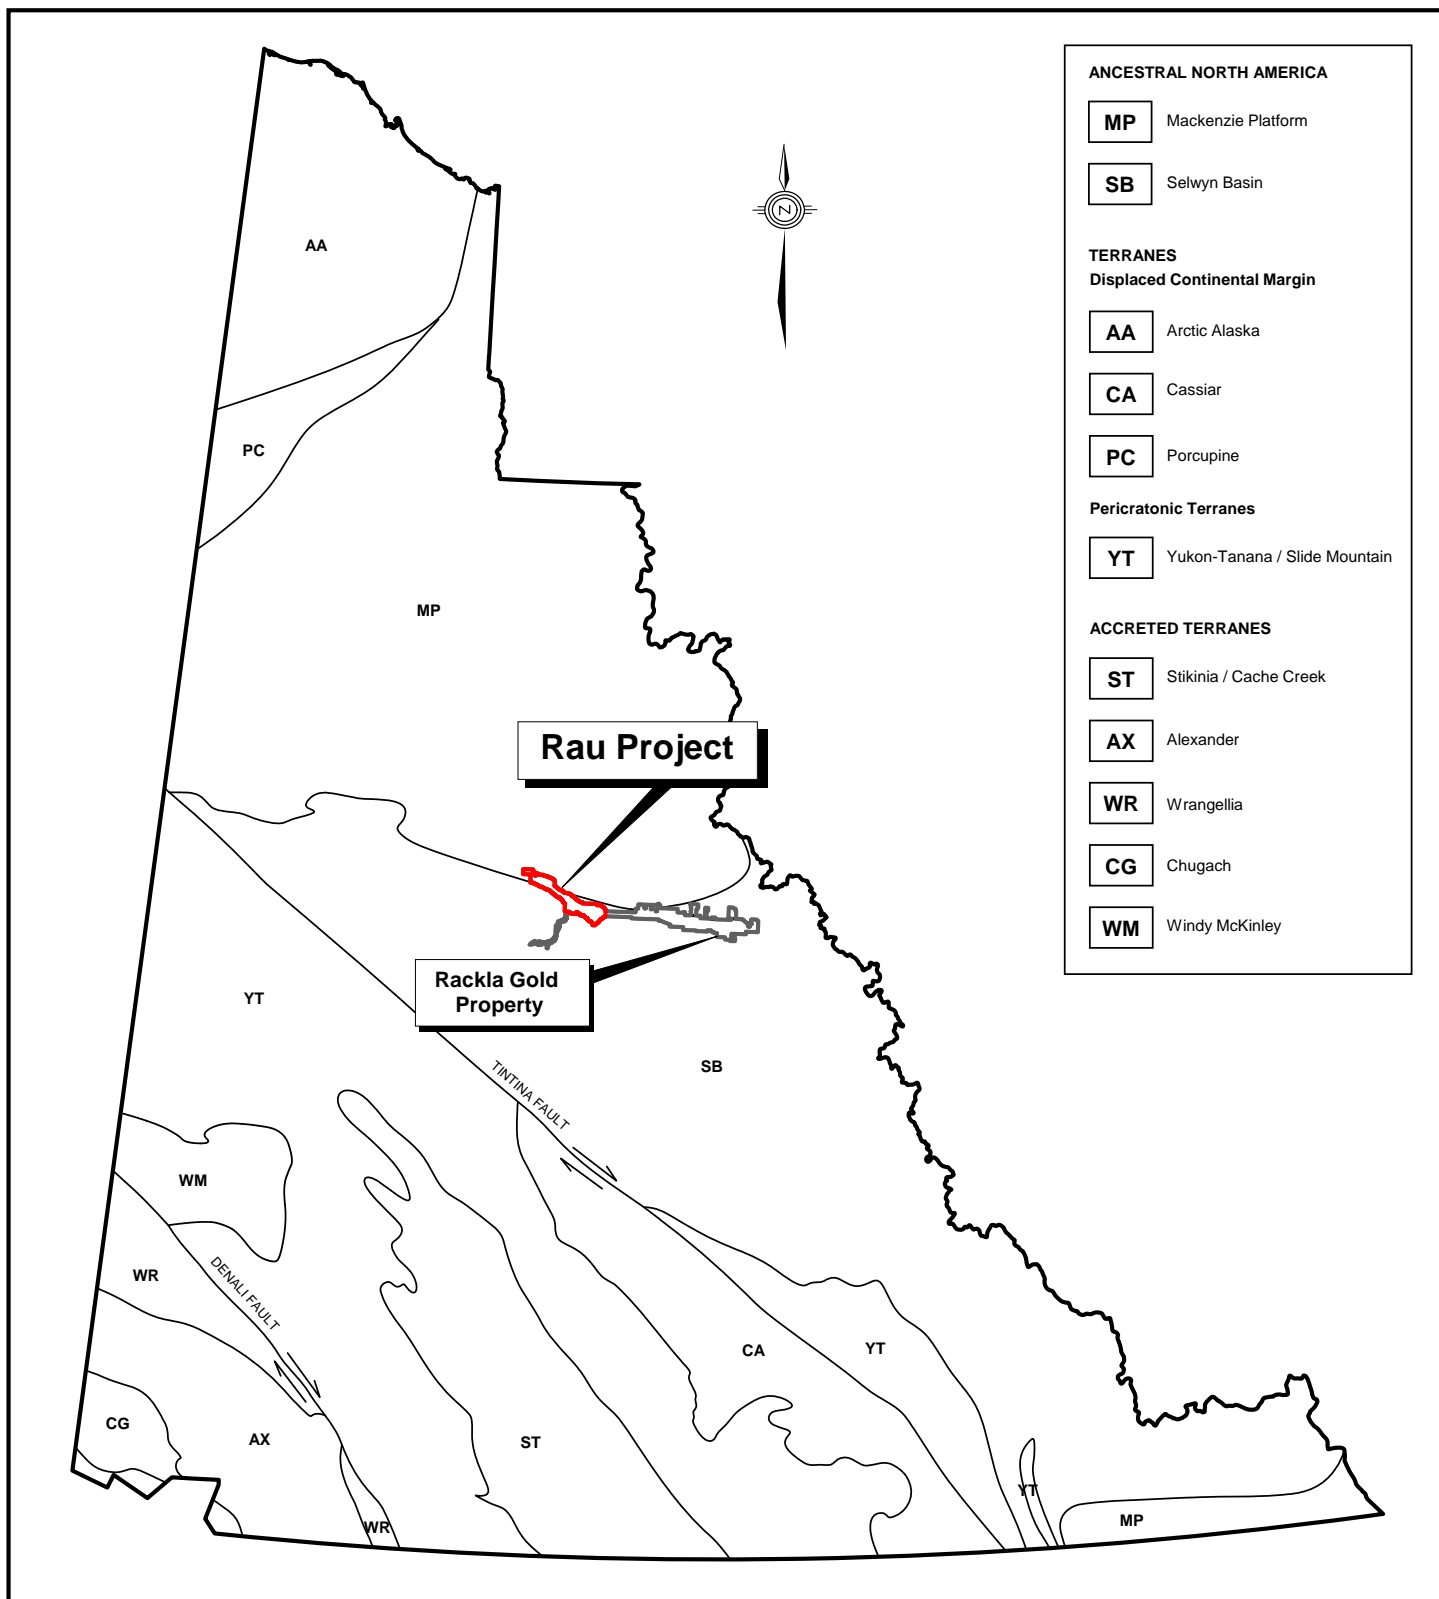 ANCESTRAL NORTH AMERICA
MP Mackenzie Platform
SB Selwyn Basin
TERRANES
Displaced Continental Margin
AA Arctic Alaska
CA Cassiar
PC Porcupine
Pericratonic Terranes
YT Yukon-Tanana / Slide Mountain
ACCRETED TERRANES
ST Stikinia / Cache Creek
AX Alexander
WR Wrangellia
CG Chugach
WM Windy McKinley
N
AA
PC
MP
Rau Project
Rackla Gold
Property
YT
SB
TINTINA FAULT
WM
WR
DENALI FAULT
CA
YT
CG
AX
ST
YT
WR
MP